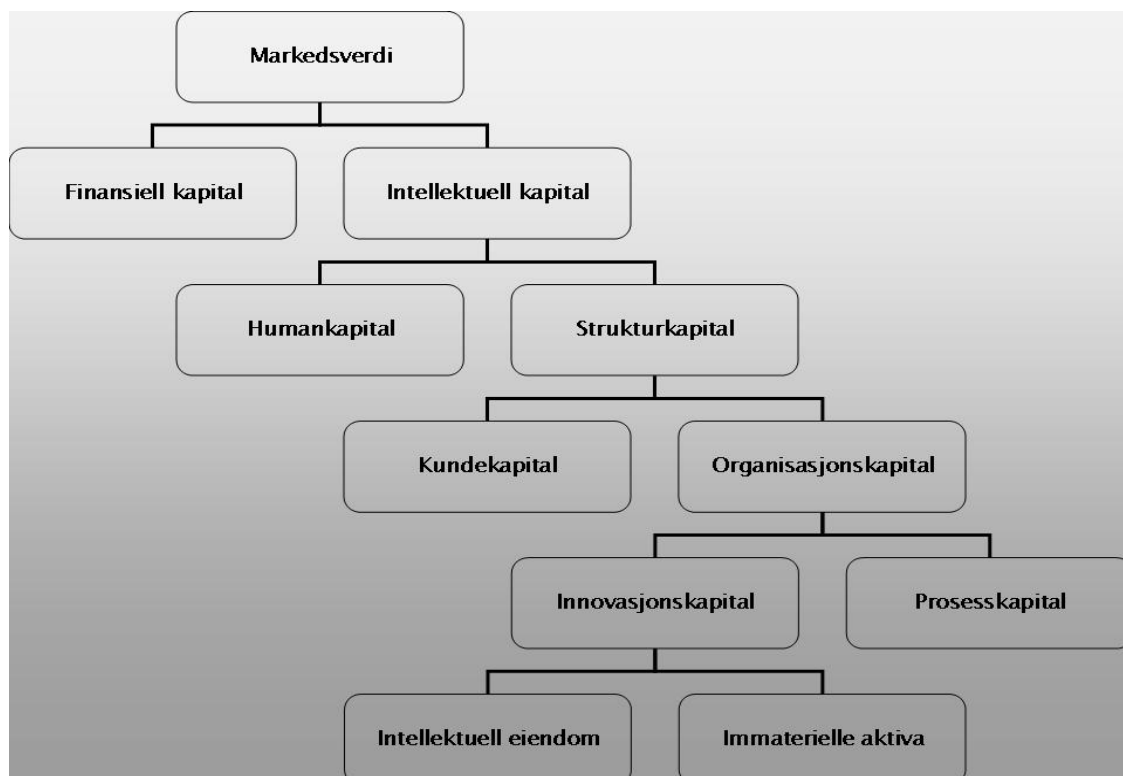 Markedsverdi
Finansiell kapital
Intellektuell kapital
Humankapital
Strukturkapital
Kundekapital
Organisasjonskapital
Innovasjonskapital
Prosesskapital
Intellektuell eiendom
Immaterielle aktiva